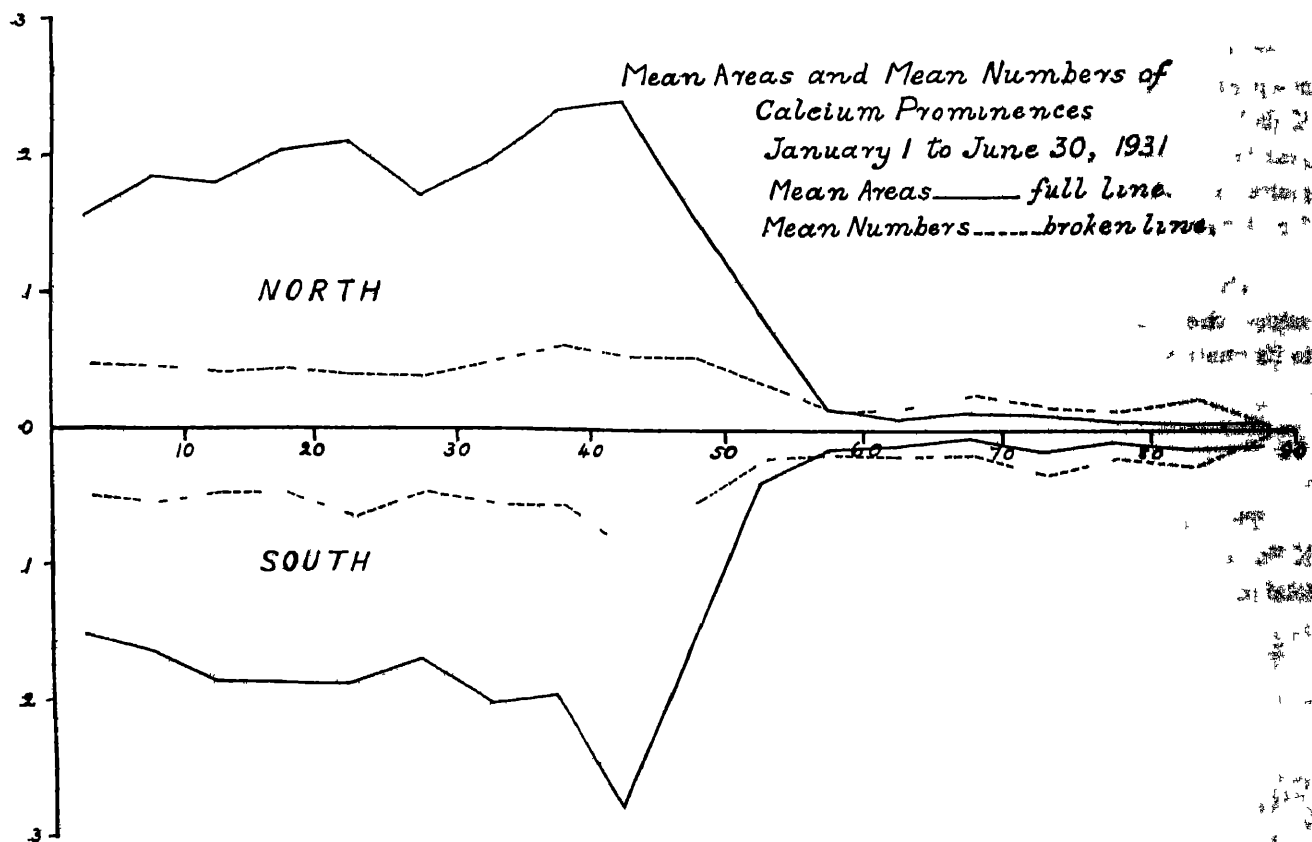 .3
Mean Areas and Mean Numbers of
Calcium Prominences
January 1 to June 30, 1931
Mean Areas——— full line.
Mean Numbers------broken line.
.2
.1
NORTH
.0
10 20 30 40 50 60 70 80 90
.1
SOUTH
.2
.3